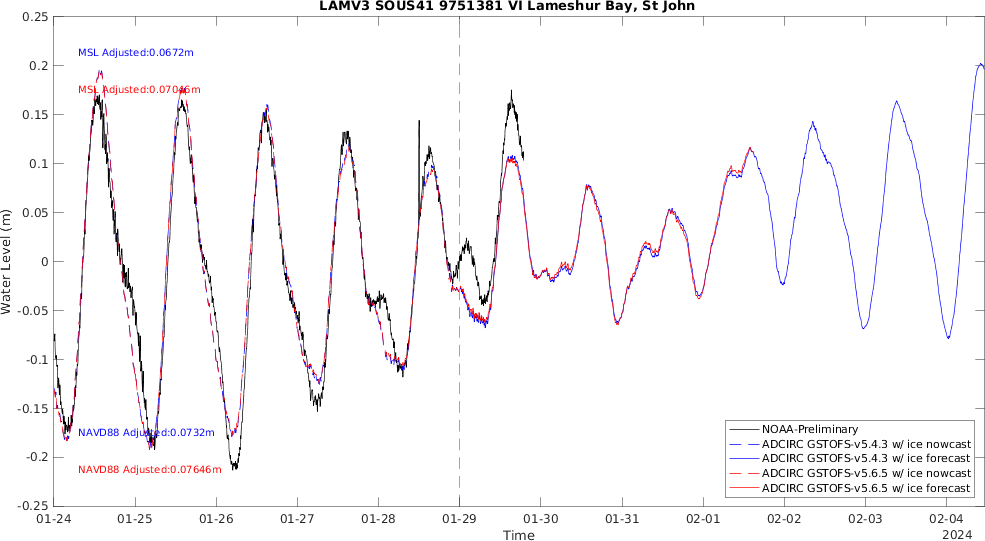 LAMV3 SOUS41 9751381 VI Lameshur Bay, St John
0.25
0.2
0.15
0.1
0.05
0
-0.05
-0.1
-0.15
-0.2
-0.25
Water Level (m)
MSL Adjusted:0.0672m
MSL Adjusted:0.07046m
NAVD88 Adjusted:0.0732m
NAVD88 Adjusted:0.07646m
NOAA-Preliminary
ADCIRC GSTOFS-v5.4.3 w/ ice nowcast
ADCIRC GSTOFS-v5.4.3 w/ ice forecast
ADCIRC GSTOFS-v5.6.5 w/ ice nowcast
ADCIRC GSTOFS-v5.6.5 w/ ice forecast
01-24 01-25 01-26 01-27 01-28 01-29 01-30 01-31 02-01 02-02 02-03 02-04
Time
2024